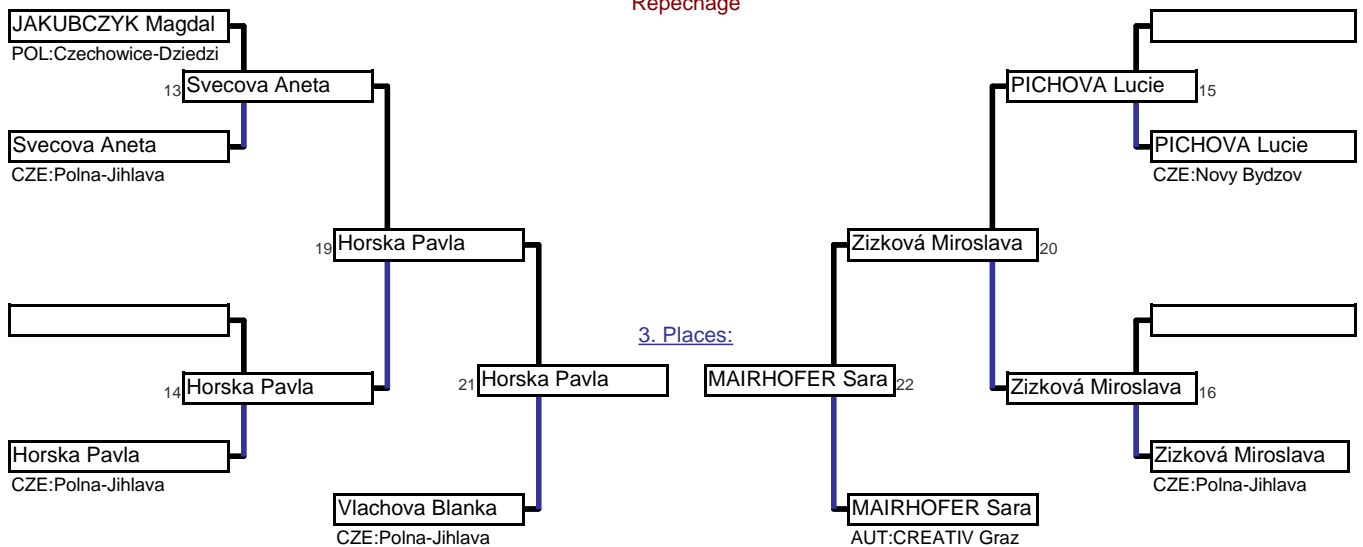 Repechage
JAKUBCZYK Magdal
POL:Czechowice-Dziedzi
13 Svecova Aneta
Svecova Aneta
CZE:Polna-Jihlava
19 Horska Pavla
14 Horska Pavla
Horska Pavla
CZE:Polna-Jihlava
21 Horska Pavla
Vlachova Blanka
CZE:Polna-Jihlava
3. Places:
PICHOVA Lucie 15
PICHOVA Lucie
CZE:Novy Bydzov
Zizková Miroslava 20
MAIRHOFER Sara 22
Zizková Miroslava 16
Zizková Miroslava
CZE:Polna-Jihlava
MAIRHOFER Sara
AUT:CREATIV Graz